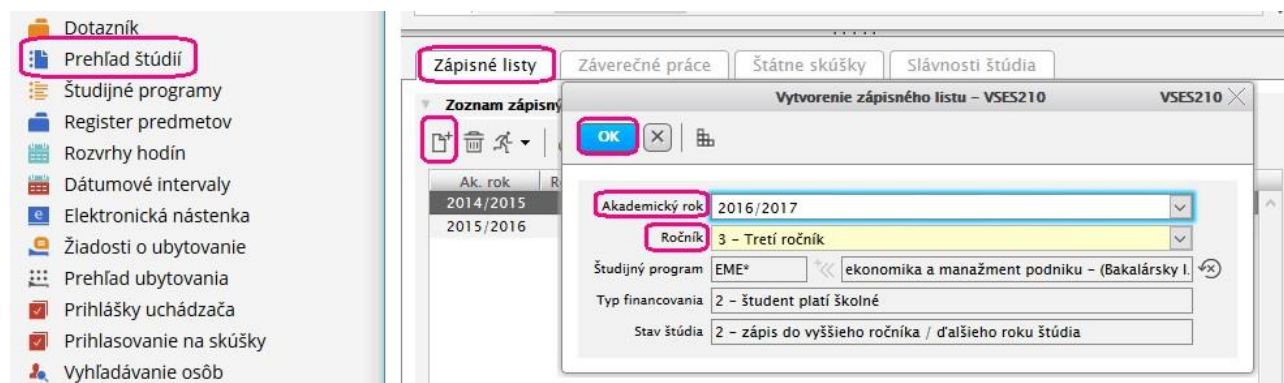 Dotazník
Prehľad štúdií
Študijné programy
Register predmetov
Rozvrhy hodín
Dátumové intervaly
Elektronická nástenka
Žiadosti o ubytovanie
Prehľad ubytovania
Prihlášky uchádzača
Prihlasovanie na skúšky
Vyhľadávanie osôb
Zápisné listy Záverečné práce Štátne skúšky Slávnosti štúdia
Zoznam zápisný
Ak. rok R
2014/2015
2015/2016
Vytvorenie zápisného listu – VSES210 VSES210
OK
Akademický rok 2016/2017
Ročník 3 – Tretí ročník
Študijný program EME* ekonomika a manažment podniku – (Bakalársky I.
Typ financovania 2 – študent platí školné
Stav štúdia 2 – zápis do vyššieho ročníka / ďalšieho roku štúdia